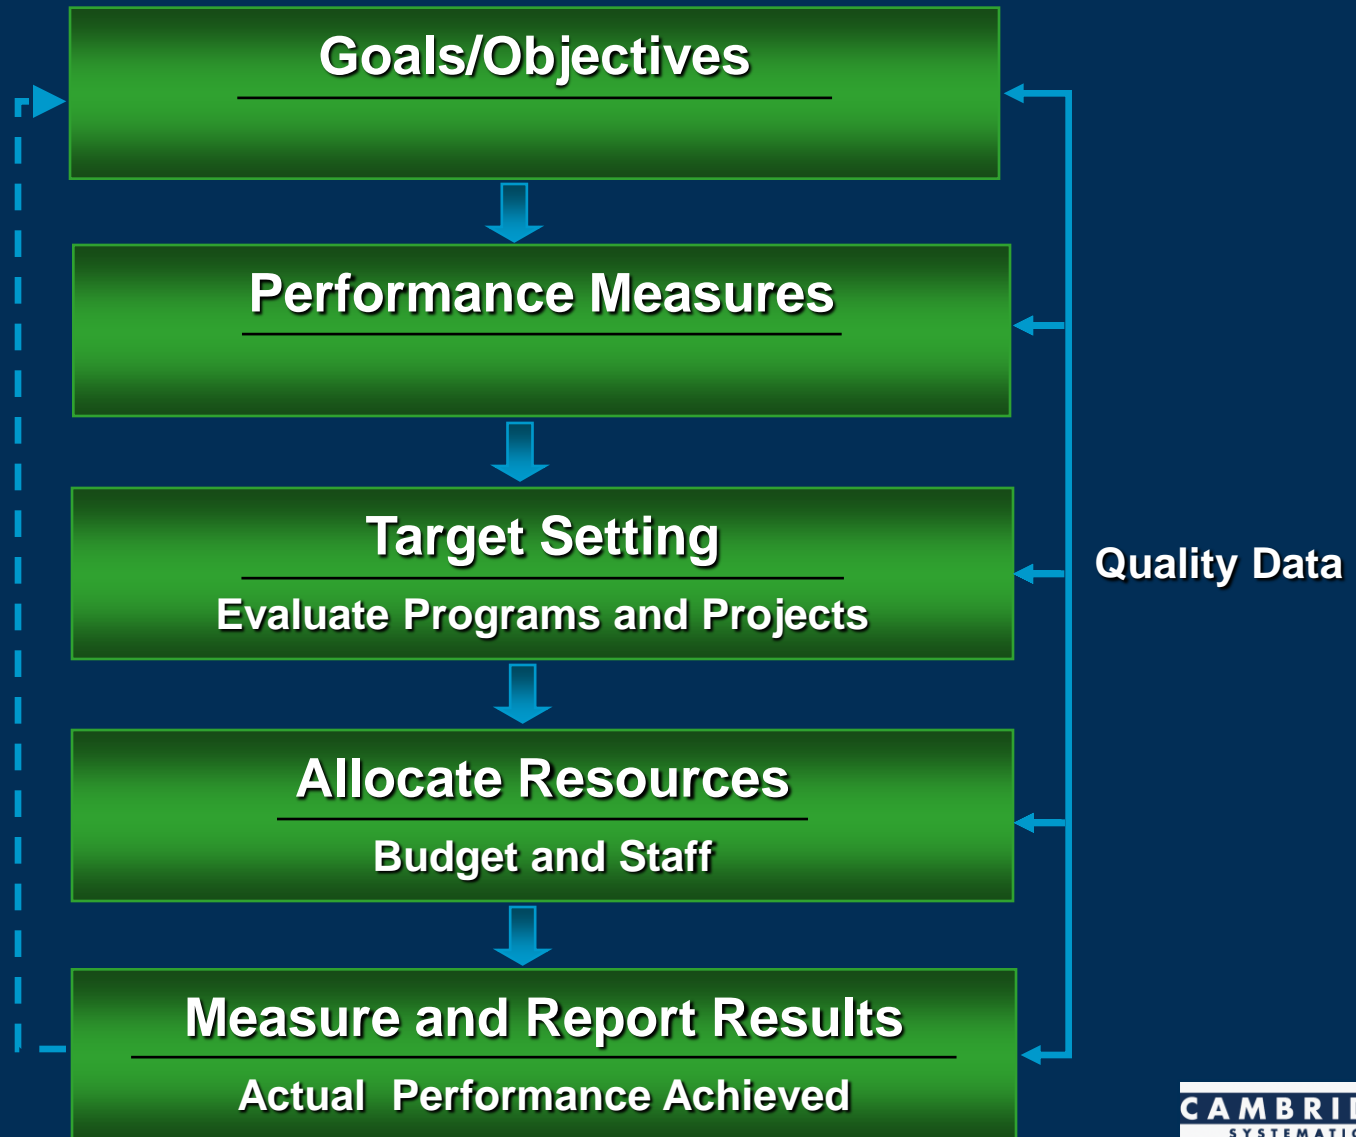 Goals/Objectives
Performance Measures
Target Setting
Evaluate Programs and Projects
Quality Data
Allocate Resources
Budget and Staff
Measure and Report Results
Actual Performance Achieved